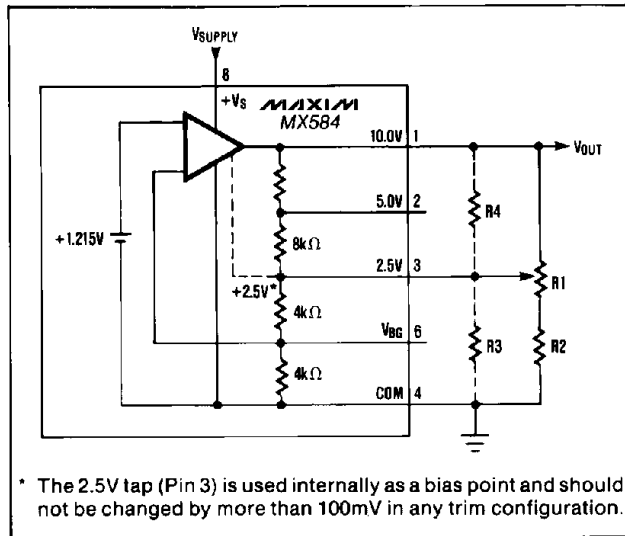 VSUPPLY
8
+VS
MAXIM
MX584
10.0V 1
VOUT
5.0V 2
R4
+1.215V
8kΩ
2.5V 3
+2.5V*
R1
4kΩ
VBG 6
R3
R2
4kΩ
COM 4
* The 2.5V tap (Pin 3) is used internally as a bias point and should
not be changed by more than 100mV in any trim configuration.